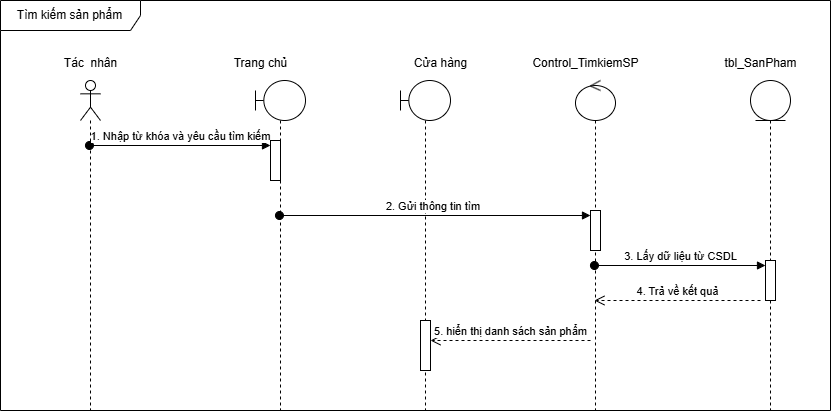 Tìm kiếm sản phẩm
Tác nhân
Trang chủ
Cửa hàng
Control_TimkiemSP
tbl_SanPham
1. Nhập từ khóa và yêu cầu tìm kiếm
2. Gửi thông tin tìm
3. Lấy dữ liệu từ CSDL
4. Trả về kết quả
5. hiển thị danh sách sản phẩm